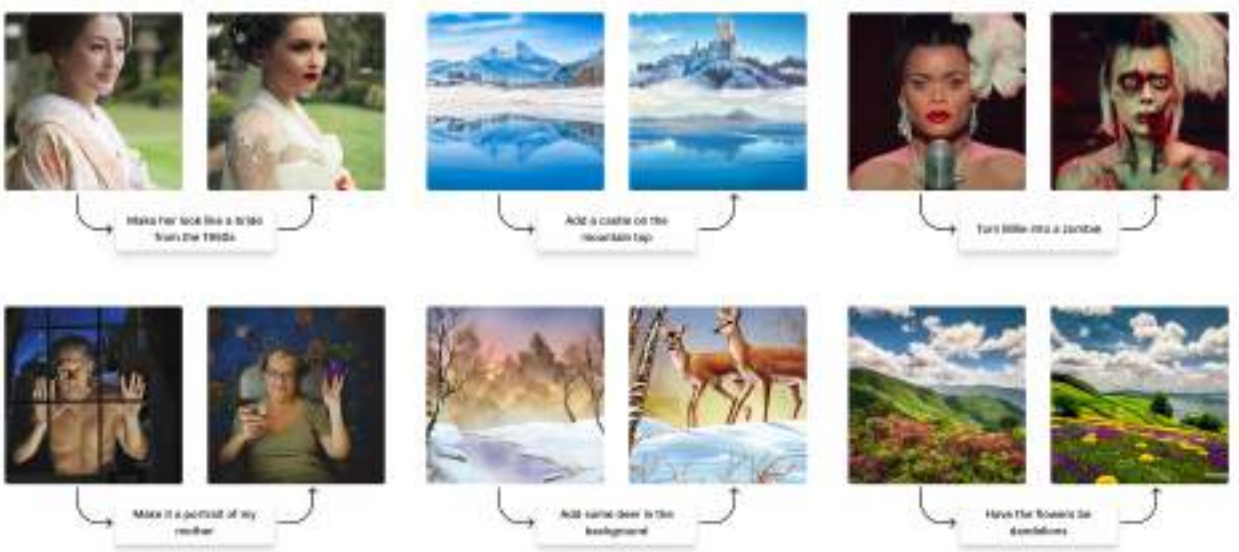 Make her look like a bride
from the 1960s
Add a castle on the
mountain top
Turn Billie into a zombie
Make it a portrait of my
mother
Add some deer in the
background
Have the flowers be
dandelions